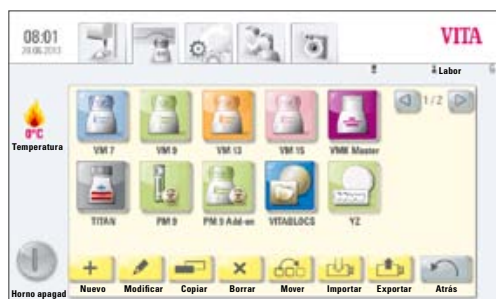 08:01
VITA
Labor
1/2
0°C
Temperatura
VM 7
VM 9
VM 13
VM 15
VMK Master
TITAN
PM 9
PM 9 Add-on
VITABLOCS
YZ
Horno apagad
Nuevo
Modificar
Copiar
Borrar
Mover
Importar
Exportar
Atrás